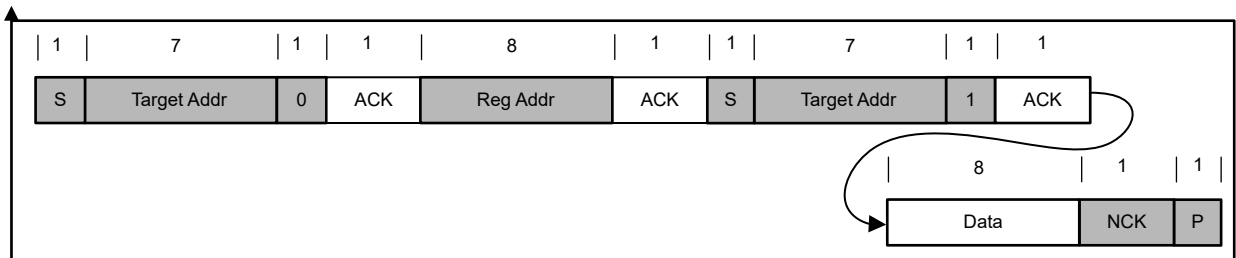 1 7 1 1 8 1 1 7 1 1
S Target Addr 0 ACK Reg Addr ACK S Target Addr 1 ACK
8 1 1
Data NCK P